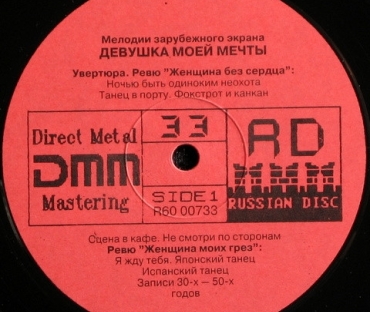 Мелодии зарубежного экрана
ДЕВУШКА МОЕЙ МЕЧТЫ
Увертюра. Ревю "Женщина без сердца":
Ночью быть одиноким неохота
Танец в порту. Фокстрот и канкан
Direct Metal
DMM
Mastering
33
SIDE 1
R60 00733
RD
RUSSIAN DISC
Сцена в кафе. Не смотри по сторонам
Ревю "Женщина моих грез":
Я жду тебя. Японский танец
Испанский танец
Записи 30-х — 50-х
годов